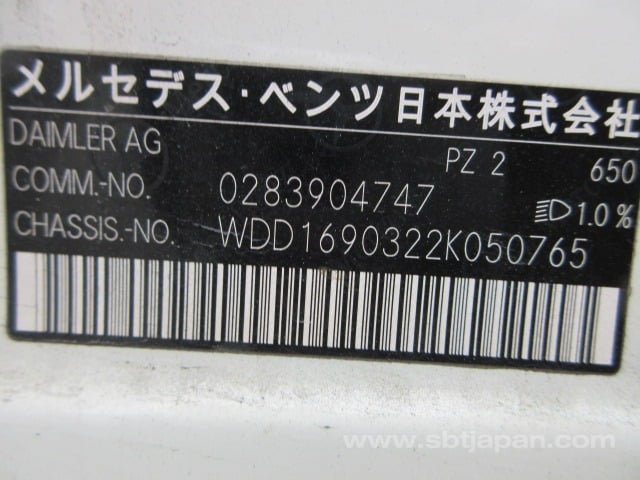 メルセデス・ベンツ日本株式会社
DAIMLER AG
PZ 2 650
COMM.-NO. 0283904747
1.0 %
CHASSIS.-NO. WDD1690322K050765
www.sbtjapan.com